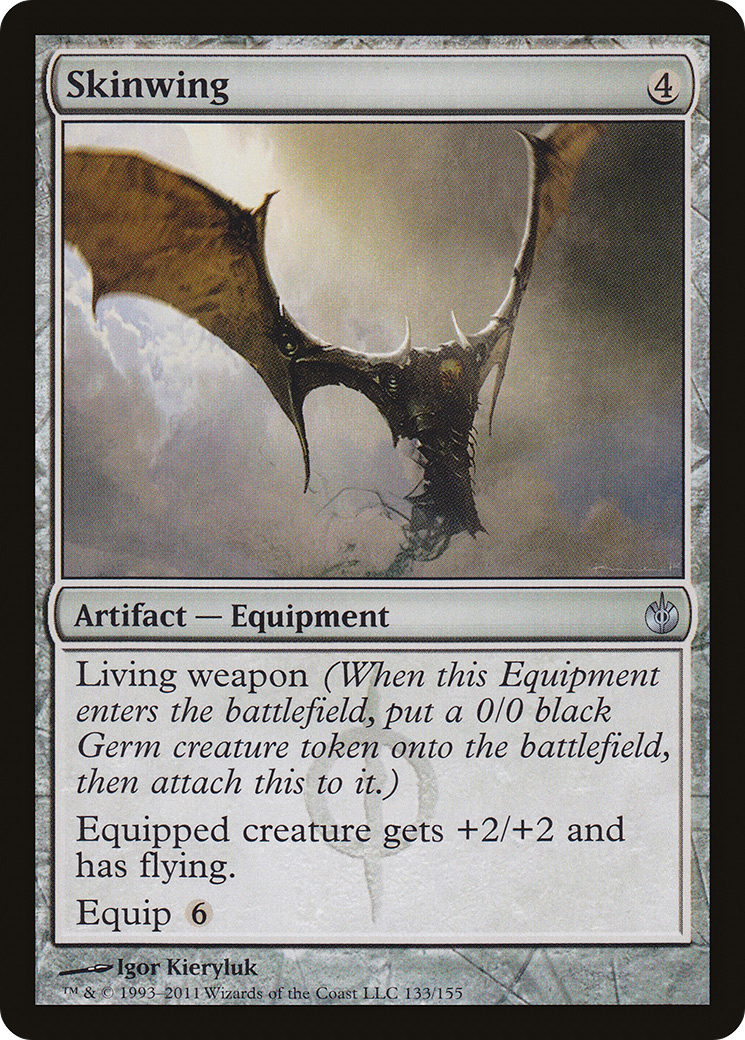 Skinwing 4
Artifact — Equipment
Living weapon (When this Equipment
enters the battlefield, put a 0/0 black
Germ creature token onto the battlefield,
then attach this to it.)
Equipped creature gets +2/+2 and
has flying.
Equip 6
Igor Kieryluk
™ & © 1993–2011 Wizards of the Coast LLC 133/155